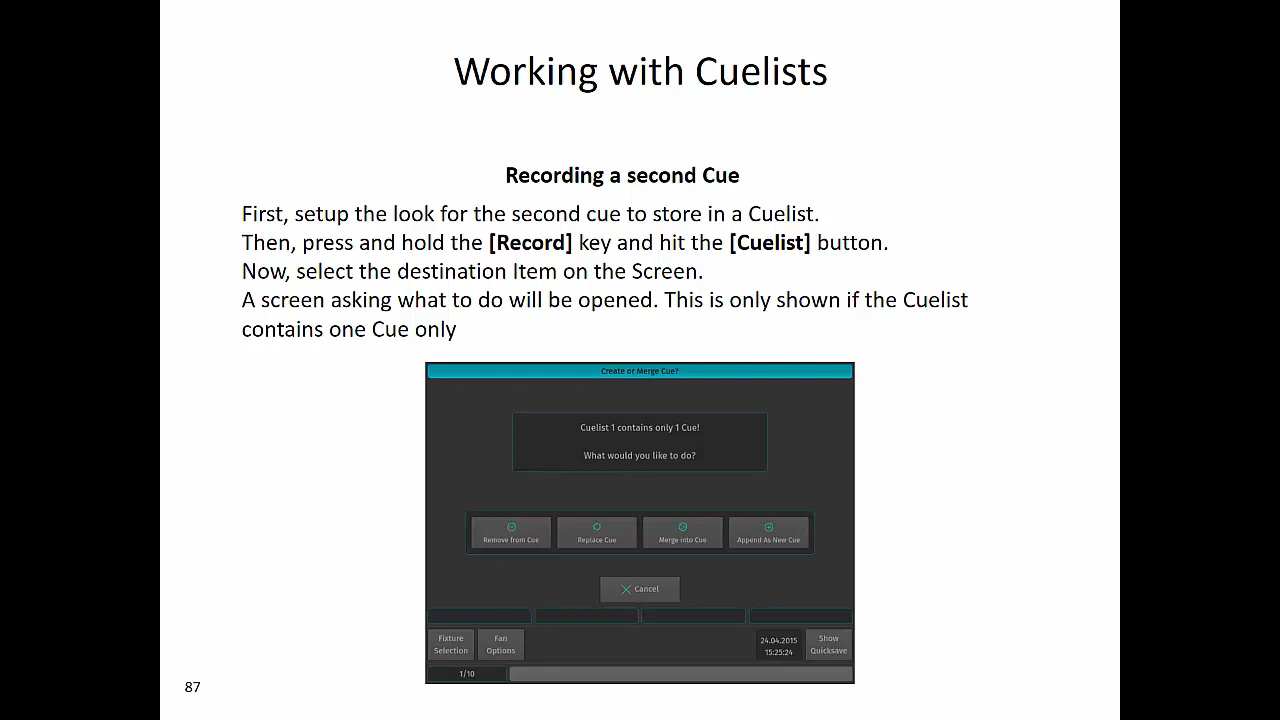 Working with Cuelists
Recording a second Cue
First, setup the look for the second cue to store in a Cuelist.
Then, press and hold the [Record] key and hit the [Cuelist] button.
Now, select the destination Item on the Screen.
A screen asking what to do will be opened. This is only shown if the Cuelist
contains one Cue only
Create or Merge Cue?
Cuelist 1 contains only 1 Cue!
What would you like to do?
Remove from Cue
Replace Cue
Merge into Cue
Append As New Cue
Cancel
Fixture
Selection
Fan
Options
24.04.2015
15:25:24
Show
Quicksave
1/10
87